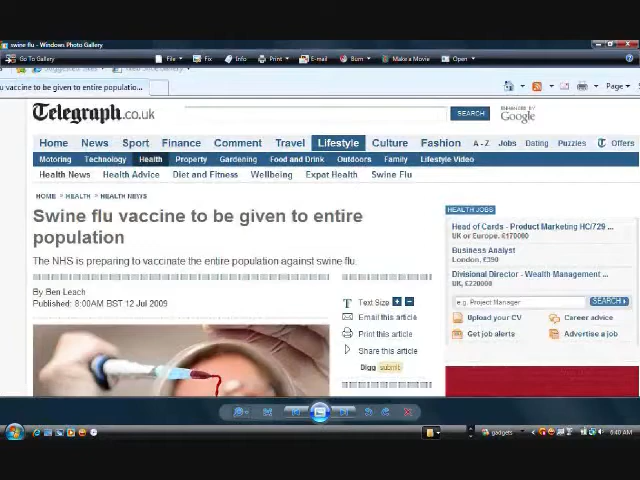 swine flu - Windows Photo Gallery
Go To Gallery File Fix Info Print E-mail Burn Make a Movie Open
u vaccine to be given to entire populatio... Page
Telegraph.co.uk SEARCH ENHANCED BY Google
Home News Sport Finance Comment Travel Lifestyle Culture Fashion A - Z Jobs Dating Puzzles Offers
Motoring Technology Health Property Gardening Food and Drink Outdoors Family Lifestyle Video
Health News Health Advice Diet and Fitness Wellbeing Expat Health Swine Flu
HOME > HEALTH > HEALTH NEWS
Swine flu vaccine to be given to entire
population
The NHS is preparing to vaccinate the entire population against swine flu.
By Ben Leach
Published: 8:00AM BST 12 Jul 2009
Text Size + -
Email this article
Print this article
Share this article
Digg submit
HEALTH JOBS
Head of Cards - Product Marketing HC/729 ...
UK or Europe. £170000
Business Analyst
London, £390
Divisional Director - Wealth Management ...
UK, £220000
e.g. Project Manager SEARCH
Upload your CV Career advice
Get job alerts Advertise a job
gadgets 6:40 AM